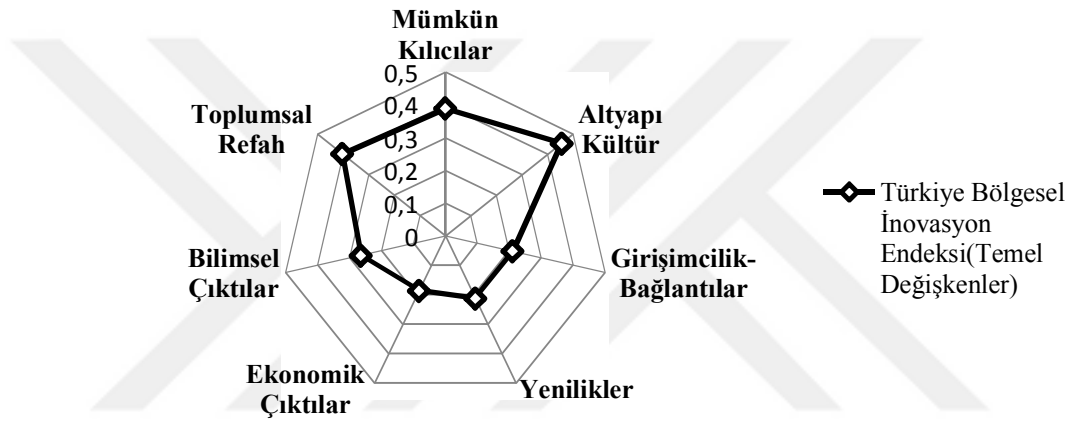 Mümkün
Kılıcılar
0,5
0,4
0,3
0,2
0,1
0
Altyapı
Kültür
Girişimcilik-
Bağlantılar
Yenilikler
Ekonomik
Çıktılar
Bilimsel
Çıktılar
Toplumsal
Refah
Türkiye Bölgesel
İnovasyon
Endeksi(Temel
Değişkenler)